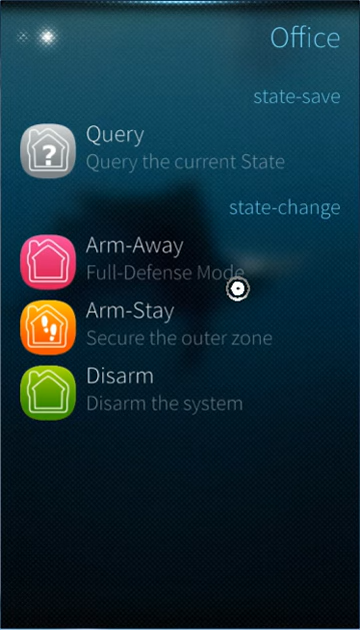 Office
state-save
Query
Query the current State
state-change
Arm-Away
Full-Defense Mode
Arm-Stay
Secure the outer zone
Disarm
Disarm the system